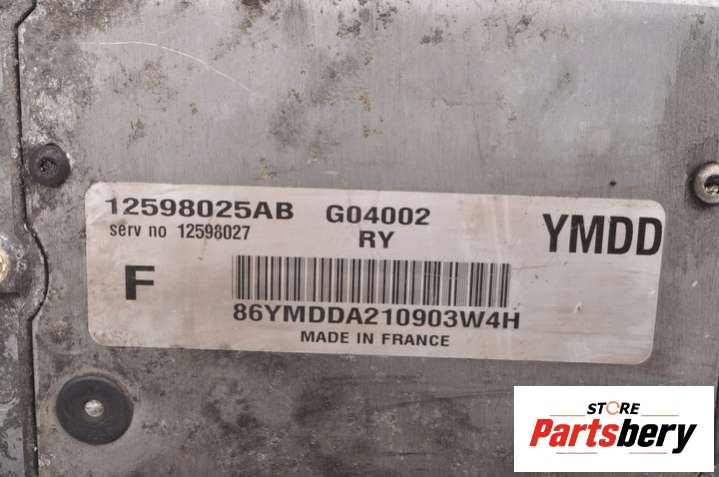 12598025AB G04002 YMDD
serv no 12598027 RY
F
86YMDDA210903W4H
MADE IN FRANCE
STORE
Partsbery